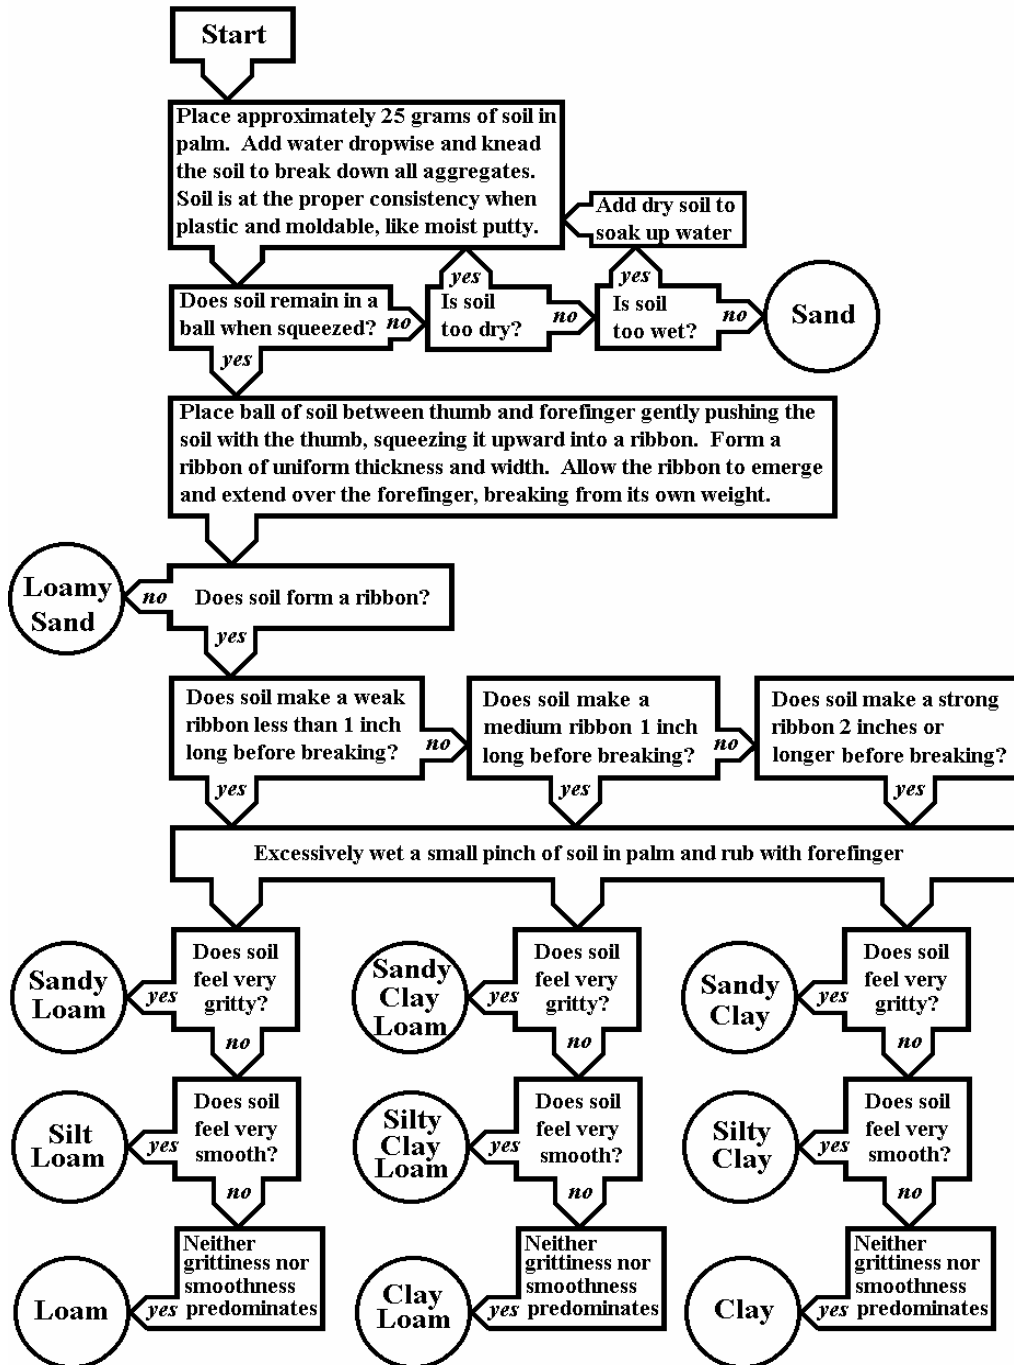 Start
Place approximately 25 grams of soil in
palm. Add water dropwise and knead
the soil to break down all aggregates.
Soil is at the proper consistency when
plastic and moldable, like moist putty.
Add dry soil to
soak up water
yes
yes
Does soil remain in a
ball when squeezed?
no
Is soil
too dry?
no
Is soil
too wet?
no
Sand
yes
Place ball of soil between thumb and forefinger gently pushing the
soil with the thumb, squeezing it upward into a ribbon. Form a
ribbon of uniform thickness and width. Allow the ribbon to emerge
and extend over the forefinger, breaking from its own weight.
Loamy
Sand
no
Does soil form a ribbon?
yes
Does soil make a weak
ribbon less than 1 inch
long before breaking?
no
Does soil make a
medium ribbon 1 inch
long before breaking?
no
Does soil make a strong
ribbon 2 inches or
longer before breaking?
yes
yes
yes
Excessively wet a small pinch of soil in palm and rub with forefinger
Sandy
Loam
yes
Does soil
feel very
gritty?
Sandy
Clay
Loam
yes
Does soil
feel very
gritty?
Sandy
Clay
yes
Does soil
feel very
gritty?
no
no
no
Silt
Loam
yes
Does soil
feel very
smooth?
Silty
Clay
Loam
yes
Does soil
feel very
smooth?
Silty
Clay
yes
Does soil
feel very
smooth?
no
no
no
Loam
yes
Neither
grittiness nor
smoothness
predominates
Clay
Loam
yes
Neither
grittiness nor
smoothness
predominates
Clay
yes
Neither
grittiness nor
smoothness
predominates